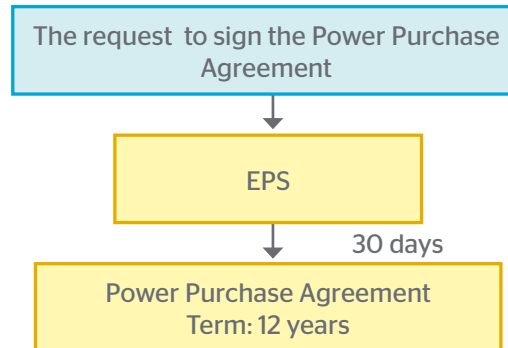 The request to sign the Power Purchase
Agreement
EPS
30 days
Power Purchase Agreement
Term: 12 years